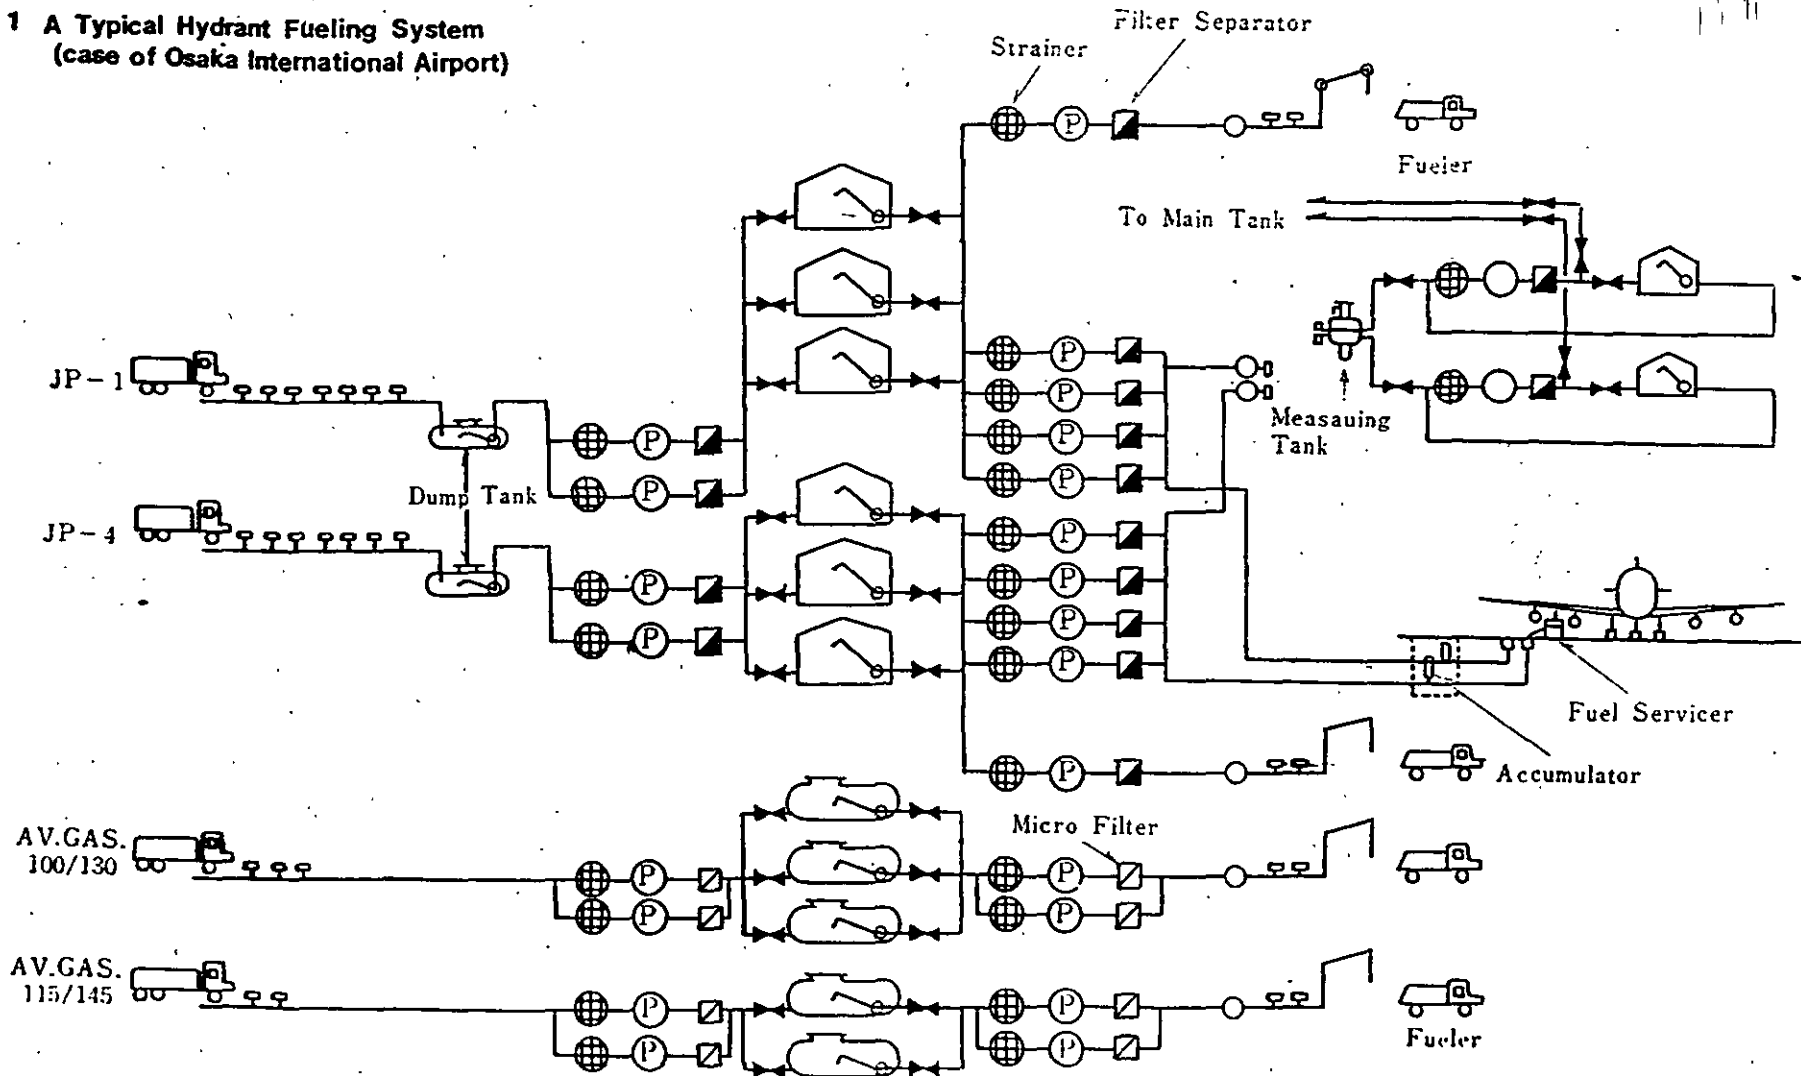 1 A Typical Hydrant Fueling System
(case of Osaka International Airport)
Filter Separator
Strainer
P
Fueler
To Main Tank
JP-1
P
P
P
P
P
P
Measauing
Tank
Dump Tank
JP-4
P
P
P
P
P
P
Fuel Servicer
P
Accumulator
Micro Filter
AV.GAS.
100/130
P
P
P
P
AV.GAS.
115/145
P
P
P
P
Fueler